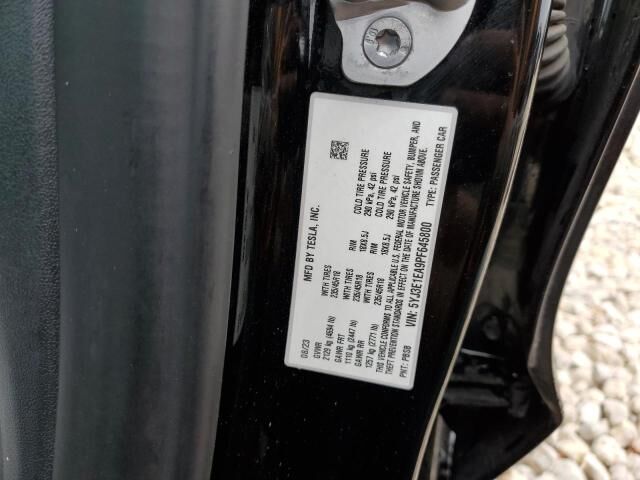 MFD BY TESLA, INC.
08/23
GVWR
2129 kg (4694 lb)
GAWR FRT WITH TIRES RIM COLD TIRE PRESSURE
1110 kg (2447 lb) 235/45R18 18X8.5J 290 kPa, 42 psi
GAWR RR WITH TIRES RIM COLD TIRE PRESSURE
1257 kg (2771 lb) 235/45R18 18X8.5J 290 kPa, 42 psi
THIS VEHICLE CONFORMS TO ALL APPLICABLE U.S. FEDERAL MOTOR VEHICLE SAFETY, BUMPER, AND
THEFT PREVENTION STANDARDS IN EFFECT ON THE DATE OF MANUFACTURE SHOWN ABOVE.
VIN: 5YJ3E1EA9PF645800 TYPE: PASSENGER CAR
PNT: PBSB